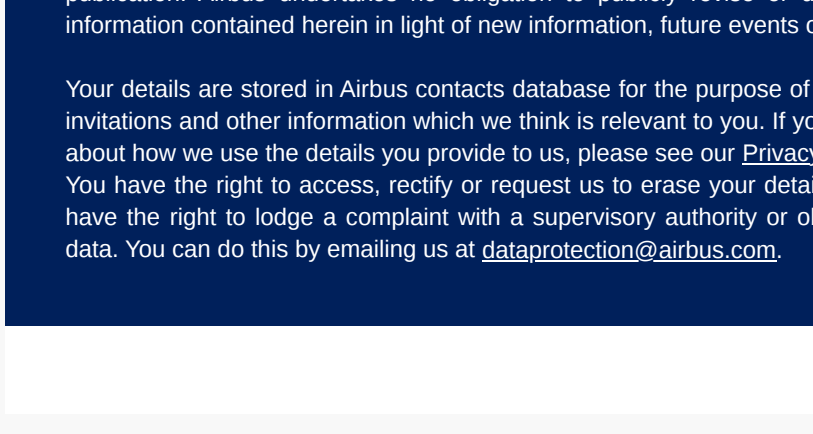 information contained herein in light of new information, future events
Your details are stored in Airbus contacts database for the purpose of
invitations and other information which we think is relevant to you. If
about how we use the details you provide to us, please see our Privacy
You have the right to access, rectify or request us to erase your
have the right to lodge a complaint with a supervisory authority or
data. You can do this by emailing us at dataprotection@airbus.com.